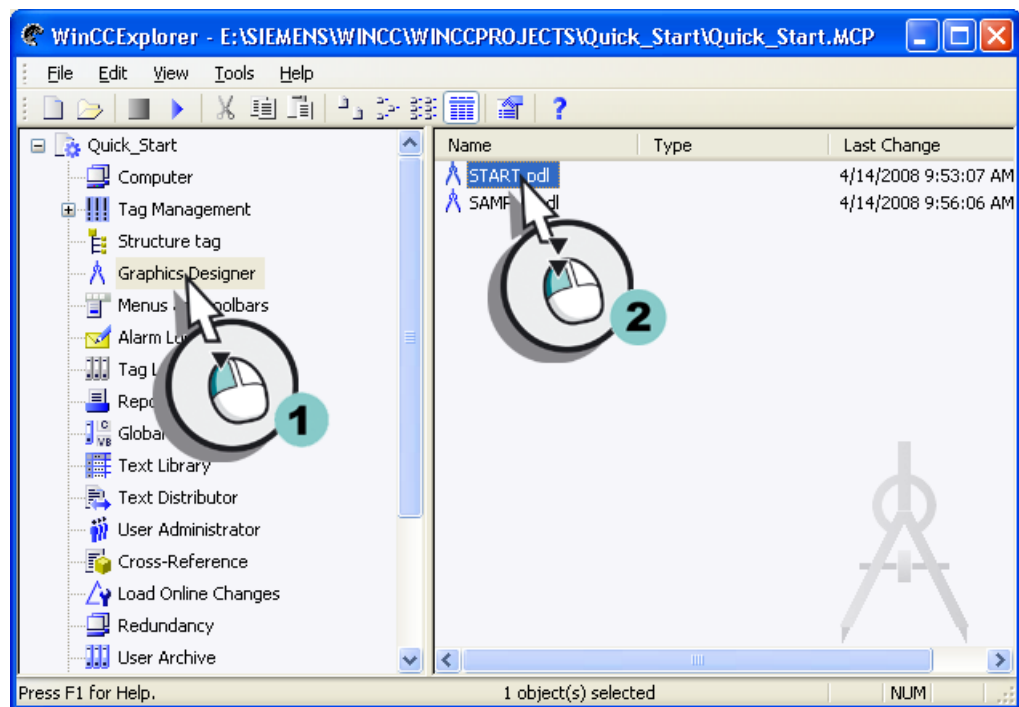 WinCCExplorer - E:\SIEMENS\WINCC\WINCCPROJECTS\Quick_Start\Quick_Start.MCP
File Edit View Tools Help
Quick_Start
Computer
Tag Management
Structure tag
Graphics Designer
Menus toolbars
Alarm Lo
Tag L
Repo
Global
Text Library
Text Distributor
User Administrator
Cross-Reference
Load Online Changes
Redundancy
User Archive
1
Name Type Last Change
START.pdl 4/14/2008 9:53:07 AM
SAMP dl 4/14/2008 9:56:06 AM
2
Press F1 for Help. 1 object(s) selected NUM